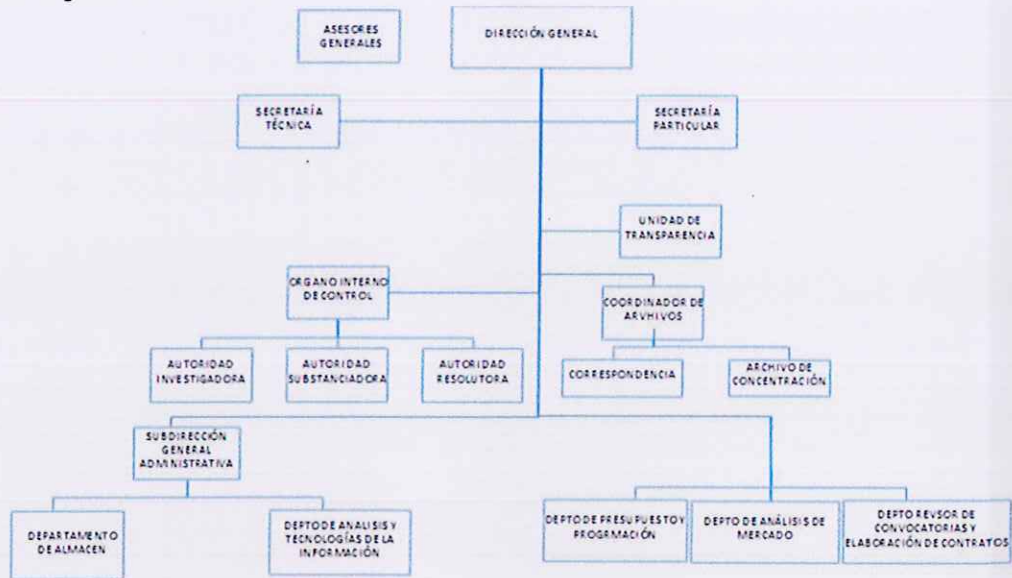 ASESORES
GENERALES
DIRECCIÓN GENERAL
SECRETARÍA
TÉCNICA
SECRETARÍA
PARTICULAR
UNIDAD DE
TRANSPARENCIA
ORGANO INTERNO
DE CONTROL
COORDINADOR DE
ARVHIVOS
AUTORIDAD
INVESTIGADORA
AUTORIDAD
SUBSTANCIADORA
AUTORIDAD
RESOLUTORA
CORRESPONDENCIA
ARCHIVO DE
CONCENTRACIÓN
SUBDIRECCIÓN
GENERAL
ADMINISTRATIVA
DEPARTAMENTO
DE ALMACEN
DEPTO DE ANALISIS Y
TECNOLOGÍAS DE LA
INFORMACIÓN
DEPTO DE PRESUPUESTO Y
PROGRMACIÓN
DEPTO DE ANÁLISIS DE
MERCADO
DEPTO REVSOR DE
CONVOCATORIAS Y
ELABORACIÓN DE CONTRATOS